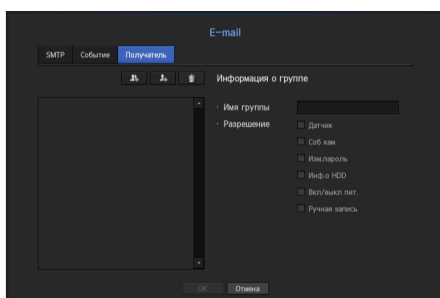 E-mail
SMTP Событие Получатель
Информация о группе
Имя группы
Разрешение
Датчик
Соб кам
Изм.пароль
Инф.о HDD
Вкл/выкл пит.
Ручная запись
OK Отмена